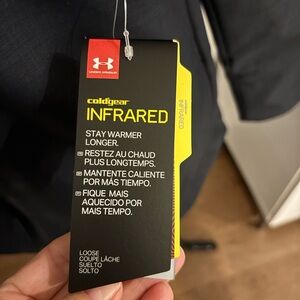 UNDER ARMOUR
coldgear
INFRARED
STAY WARMER
LONGER.
RESTEZ AU CHAUD
PLUS LONGTEMPS.
MANTENTE CALIENTE
POR MÁS TIEMPO.
FIQUE MAIS
AQUECIDO POR
MAIS TEMPO.
LOOSE
COUPE LÂCHE
SUELTO
SOLTO
INFRARED